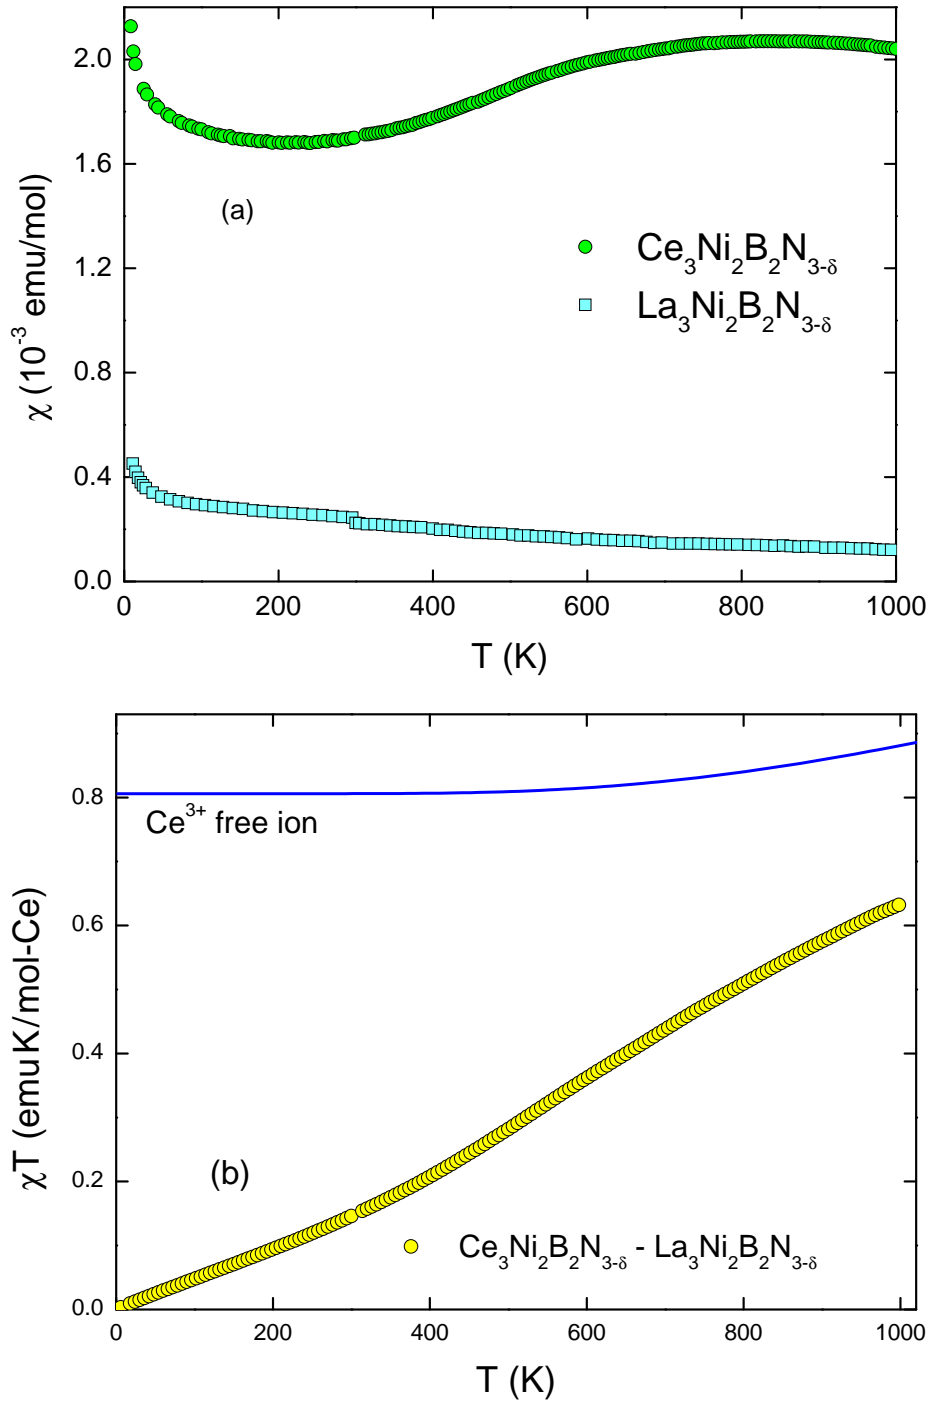 2.0
1.6
1.2
0.8
0.4
0.0
χ (10⁻³ emu/mol)
(a)
Ce₃Ni₂B₂N₃₋δ
La₃Ni₂B₂N₃₋δ
0 200 400 600 800 1000
T (K)
0.8
0.6
0.4
0.2
0.0
χT (emuK/mol-Ce)
Ce³⁺ free ion
(b)
Ce₃Ni₂B₂N₃₋δ - La₃Ni₂B₂N₃₋δ
0 200 400 600 800 1000
T (K)